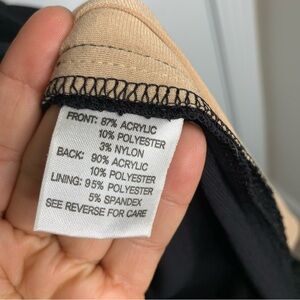 FRONT: 87% ACRYLIC
10% POLYESTER
3% NYLON
BACK: 90% ACRYLIC
10% POLYESTER
LINING: 95% POLYESTER
5% SPANDEX
SEE REVERSE FOR CARE